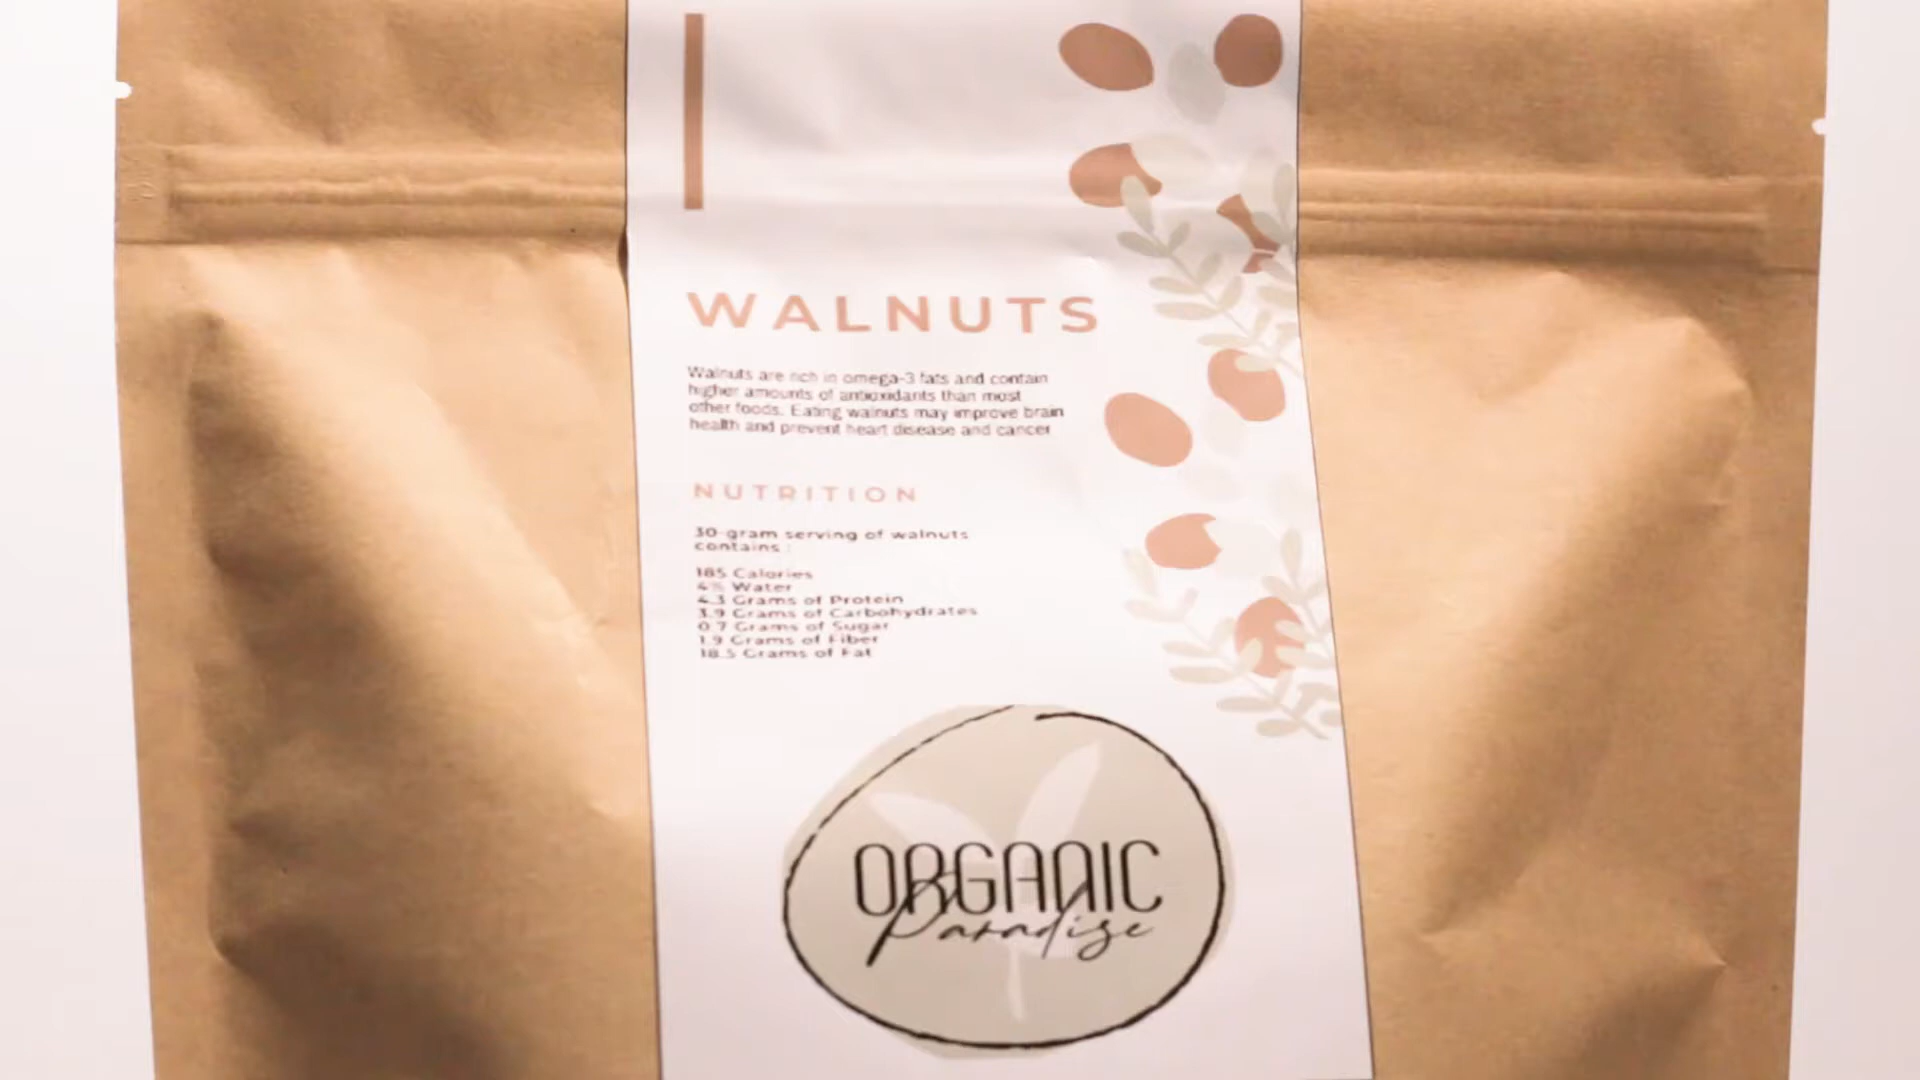 WALNUTS
Walnuts are rich in omega-3 fats and contain
higher amounts of antioxidants than most
other foods. Eating walnuts may improve brain
health and prevent heart disease and cancer
NUTRITION
30-gram serving of walnuts
contains :
185 Calories
4% Water
4.3 Grams of Protein
3.9 Grams of Carbohydrates
0.7 Grams of Sugar
1.9 Grams of Fiber
18.5 Grams of Fat
ORGANIC
Paradise